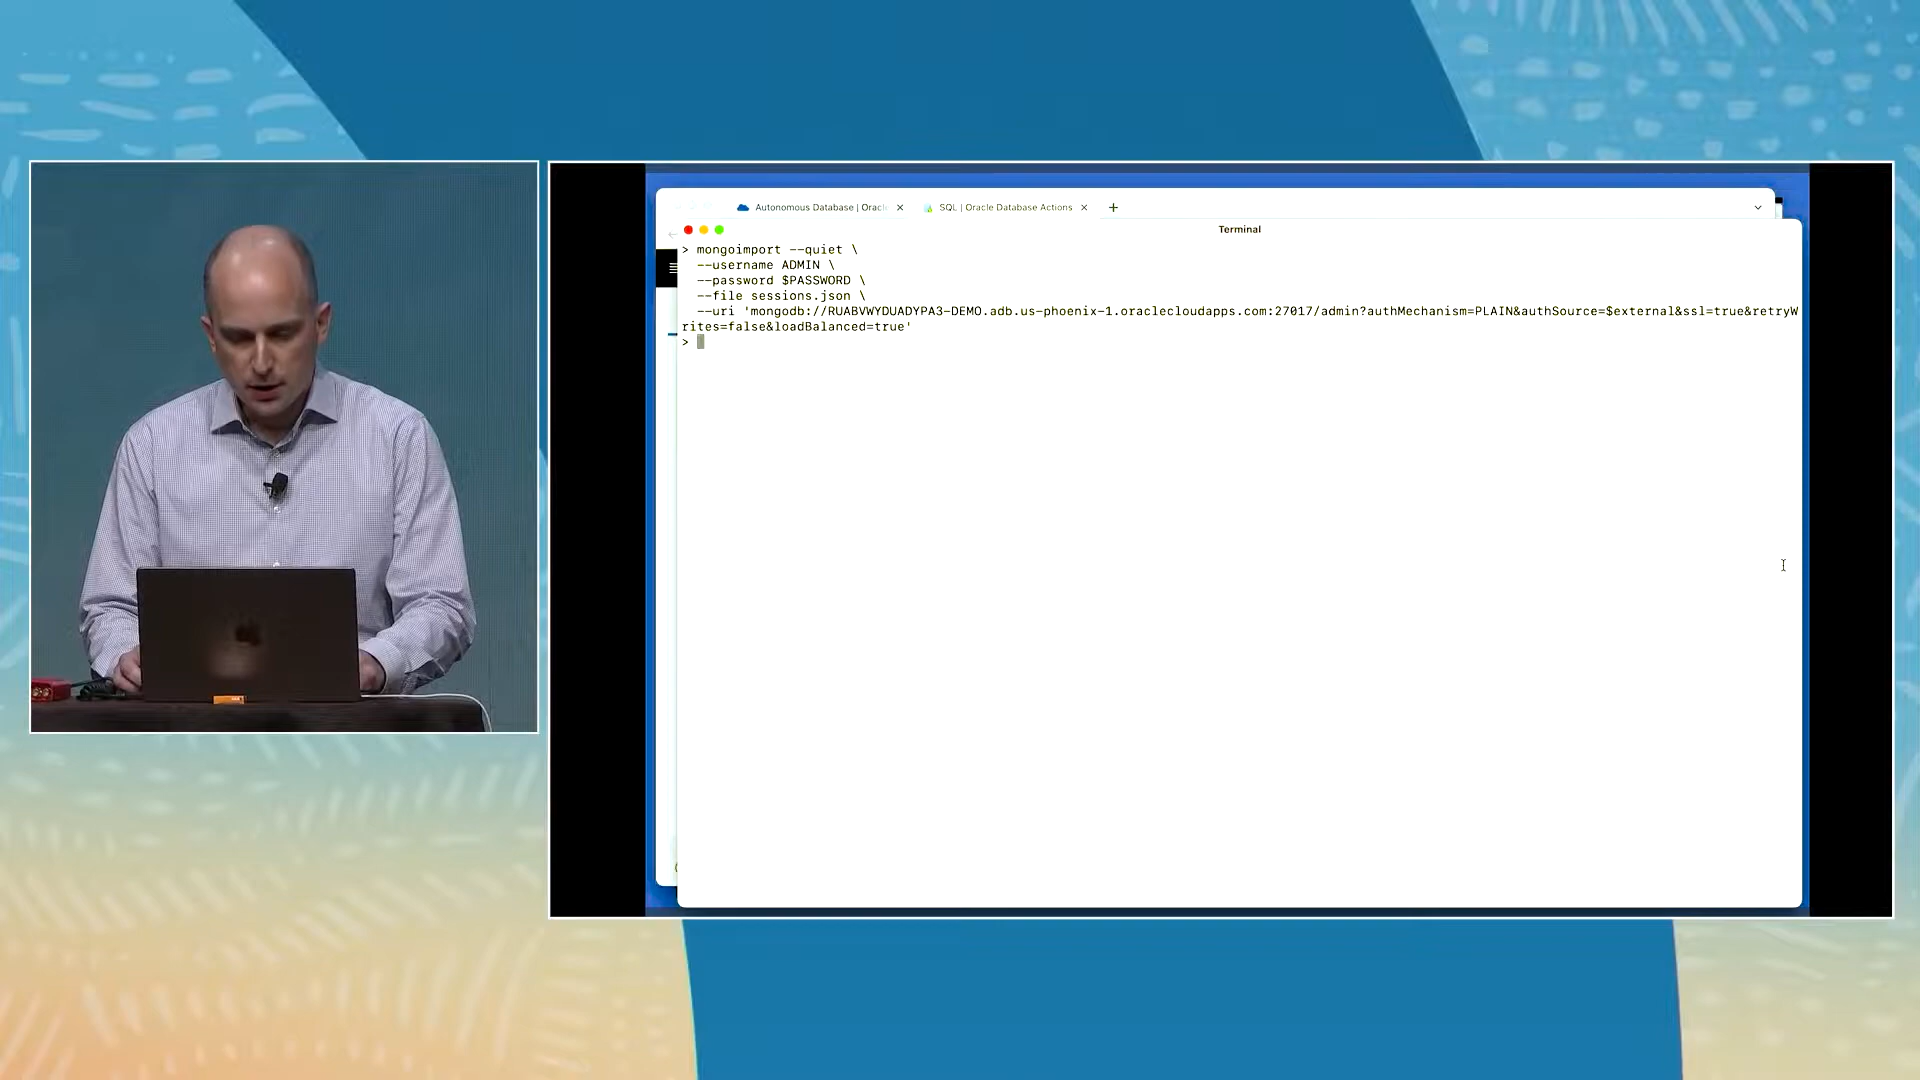 Autonomous Database | Oracl
SQL | Oracle Database Actions
Terminal
> mongoimport --quiet \
--username ADMIN \
--password $PASSWORD \
--file sessions.json \
--uri 'mongodb://RUABVWYDUADYPA3-DEMO.adb.us-phoenix-1.oraclecloudapps.com:27017/admin?authMechanism=PLAIN&authSource=$external&ssl=true&retryW
rites=false&loadBalanced=true'
>